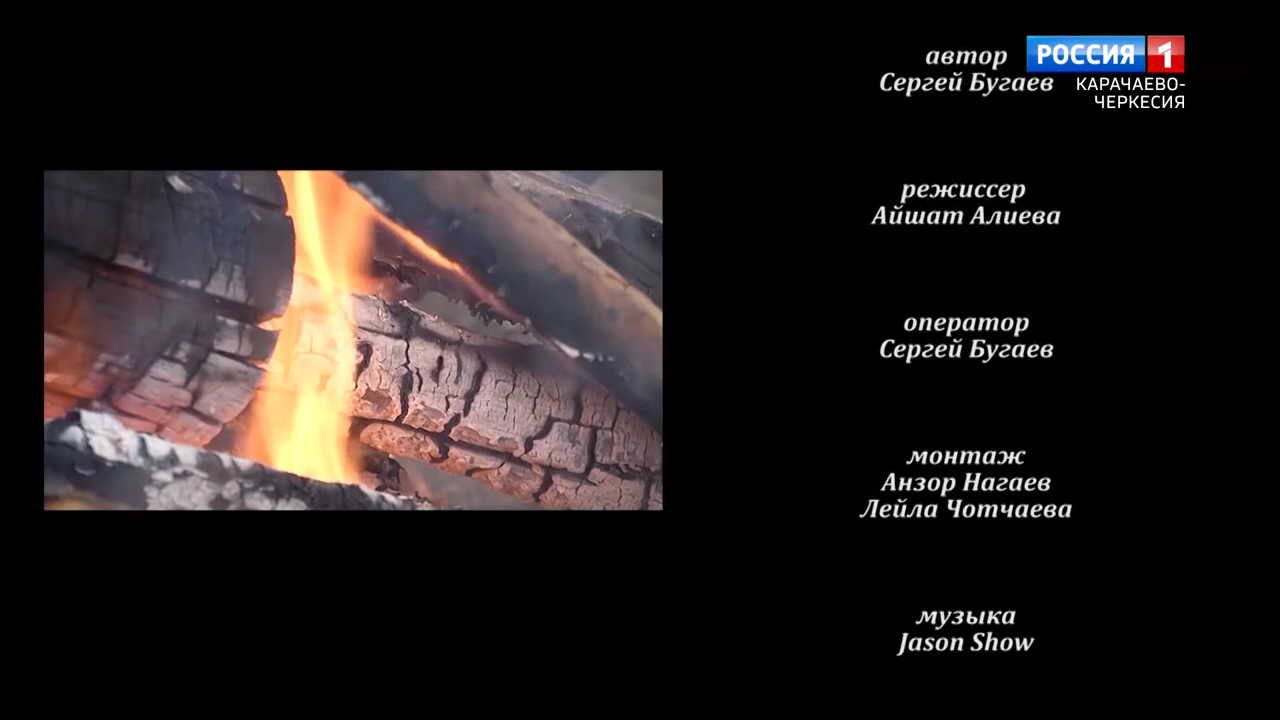 автор
Сергей Бугаев
РОССИЯ 1
КАРАЧАЕВО-
ЧЕРКЕСИЯ
режиссер
Айшат Алиева
оператор
Сергей Бугаев
монтаж
Анзор Нагаев
Лейла Чотчаева
музыка
Jason Show